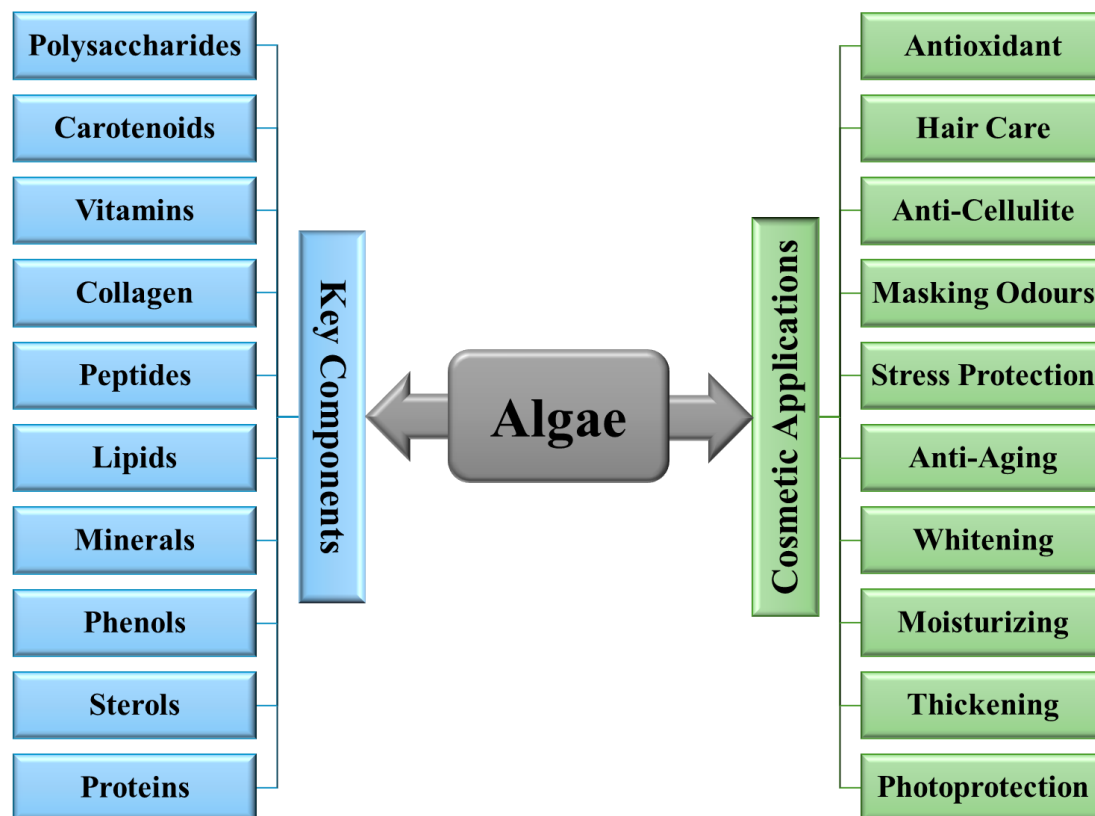 Polysaccharides
Carotenoids
Vitamins
Collagen
Peptides
Lipids
Minerals
Phenols
Sterols
Proteins
Key Components
Algae
Cosmetic Applications
Antioxidant
Hair Care
Anti-Cellulite
Masking Odours
Stress Protection
Anti-Aging
Whitening
Moisturizing
Thickening
Photoprotection